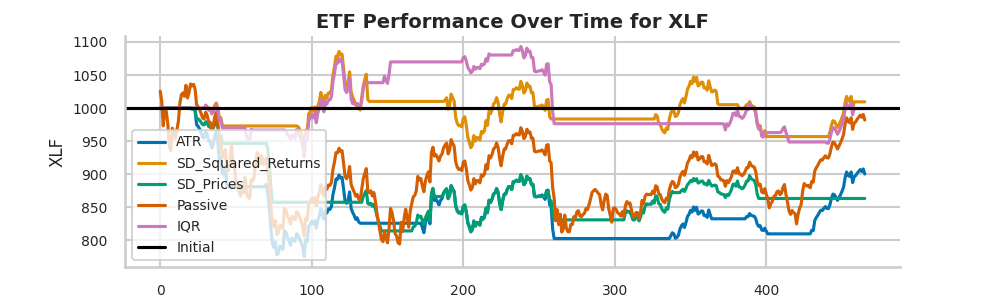 ETF Performance Over Time for XLF
XLF
1100
1050
1000
950
900
850
800
ATR
SD_Squared_Returns
SD_Prices
Passive
IQR
Initial
0 100 200 300 400